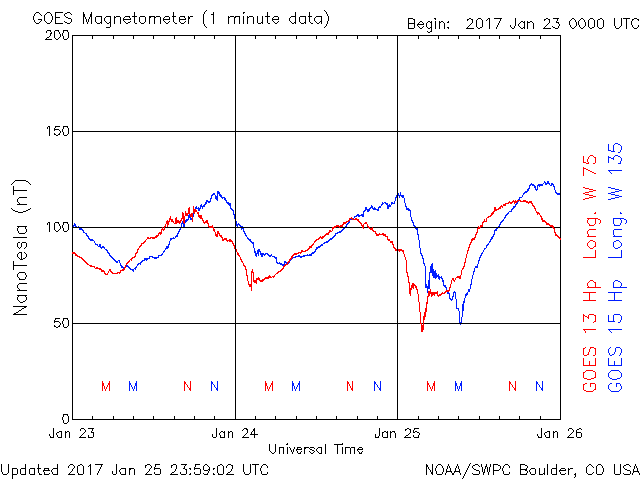 GOES Magnetometer (1 minute data)
Begin: 2017 Jan 23 0000 UTC
200
150
100
50
0
NanoTesla (nT)
M M N N M M N N M M N N
Jan 23 Jan 24 Jan 25 Jan 26
Universal Time
GOES 13 Hp Long. W 75
GOES 15 Hp Long. W 135
Updated 2017 Jan 25 23:59:02 UTC
NOAA/SWPC Boulder, CO USA